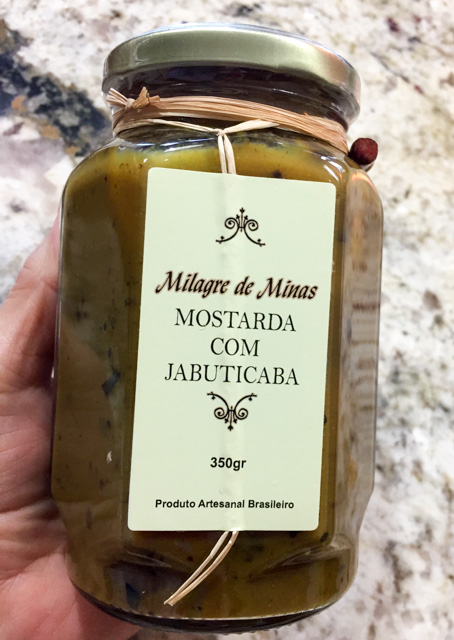 Milagre de Minas
MOSTARDA
COM
JABUTICABA
350gr
Produto Artesanal Brasileiro